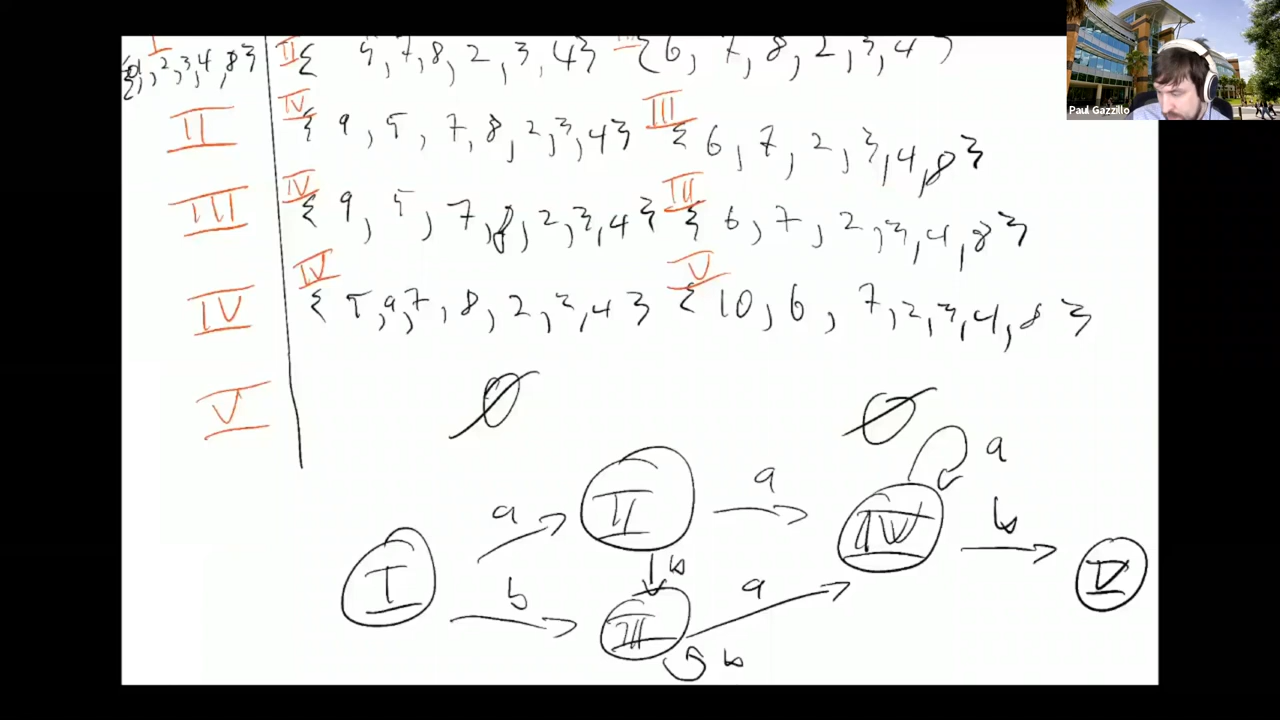 Paul Gazzillo
I
{1, 2, 3, 4, 8} II { 5, 7, 8, 2, 3, 4} III {6, 7, 8, 2, 3, 4}
II IV { 9, 5, 7, 8, 2, 3, 4} III { 6, 7, 2, 3, 4, 8}
III IV { 9, 5, 7, 8, 2, 3, 4} III { 6, 7, 2, 3, 4, 8}
IV IV { 5, 9, 7, 8, 2, 3, 4} V {10, 6, 7, 2, 3, 4, 8}
V ∅ ∅
a
a a
II b
IV
I b b a V
III
b